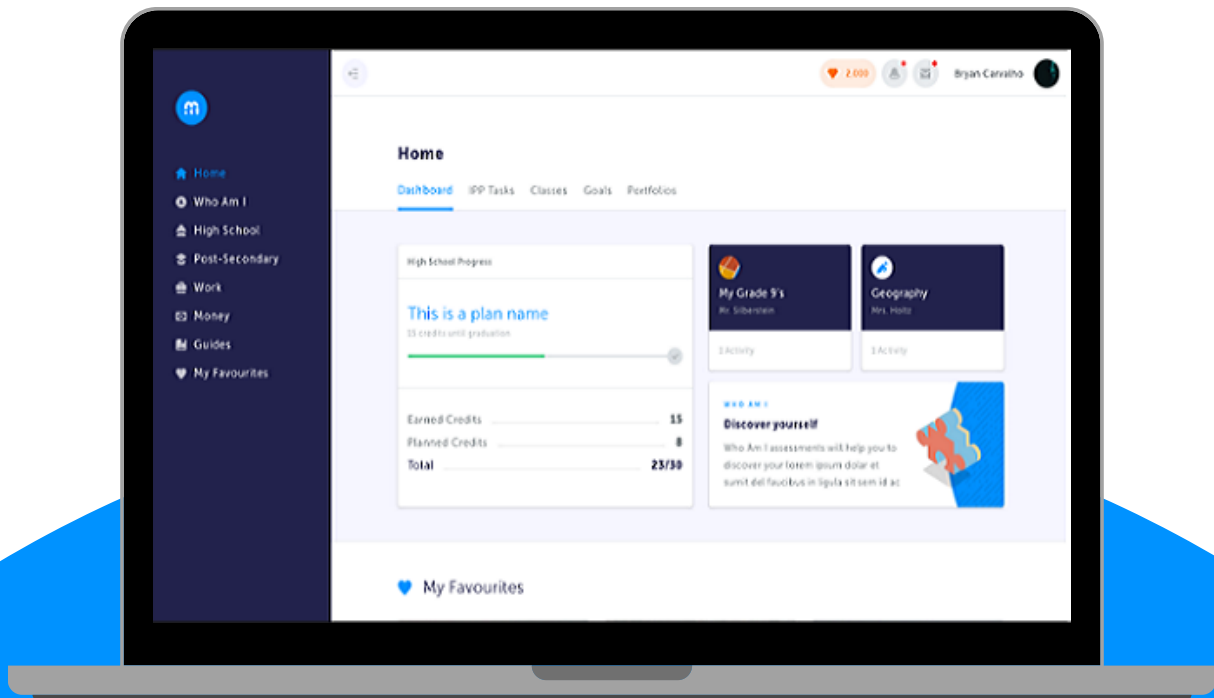 m
2.000
Bryan Carvalho
Home
Who Am I
High School
Post-Secondary
Work
Money
Guides
My Favourites
Home
Dashboard IPP Tasks Classes Goals Portfolios
High School Progress
This is a plan name
15 credits until graduation
Earned Credits 15
Planned Credits 8
Total 23/30
My Grade 9's
Mr. Silberstein
1 Activity
Geography
Mrs. Holtz
1 Activity
WHO AM I
Discover yourself
Who Am I assessments will help you to
discover your lorem ipsum dolar et
sumit del faucibus in ligula sit sem id ac
My Favourites